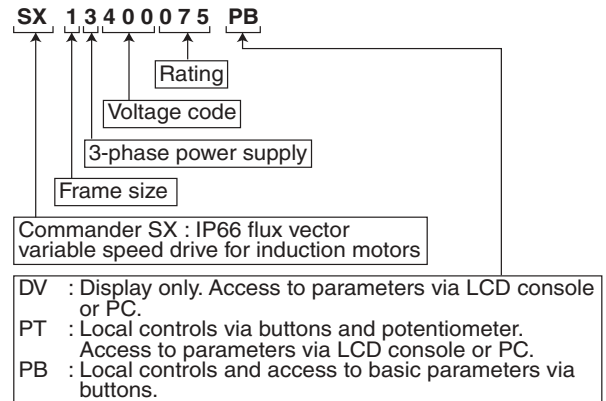 SX 1 3 4 0 0 0 7 5 PB
Rating
Voltage code
3-phase power supply
Frame size
Commander SX : IP66 flux vector
variable speed drive for induction motors
DV : Display only. Access to parameters via LCD console
or PC.
PT : Local controls via buttons and potentiometer.
Access to parameters via LCD console or PC.
PB : Local controls and access to basic parameters via
buttons.